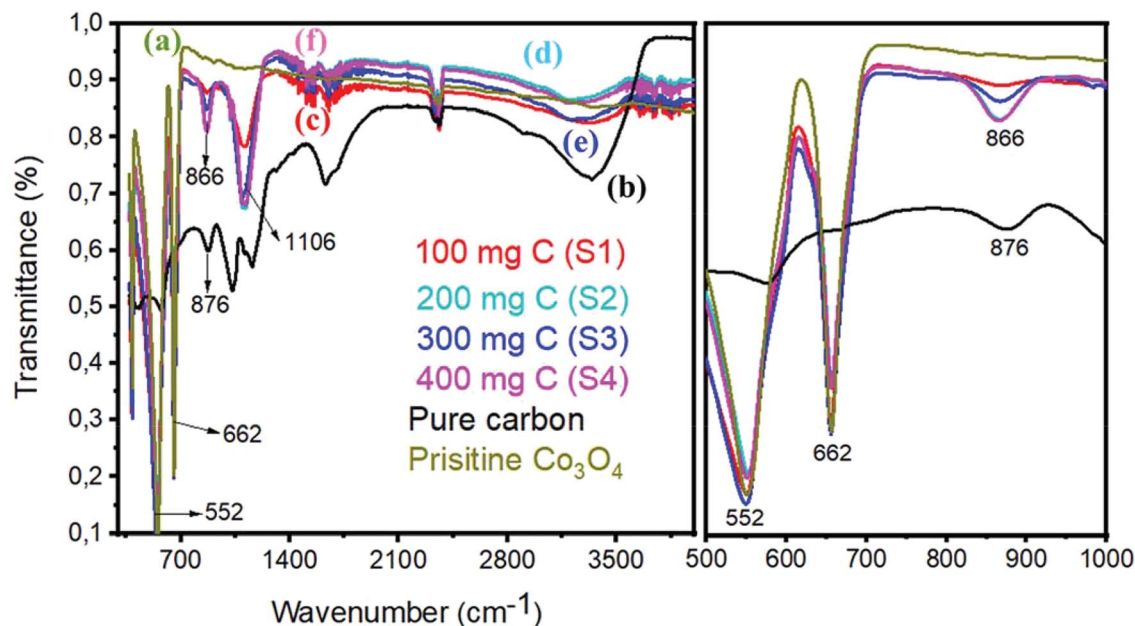 1,0
0,9
0,8
0,7
0,6
0,5
0,4
0,3
0,2
0,1
Transmittance (%)
(a)
(f)
(d)
(c)
(e)
(b)
866
1106
876
662
552
100 mg C (S1)
200 mg C (S2)
300 mg C (S3)
400 mg C (S4)
Pure carbon
Prisitine Co₃O₄
700 1400 2100 2800 3500
Wavenumber (cm⁻¹)
866
876
662
552
500 600 700 800 900 1000